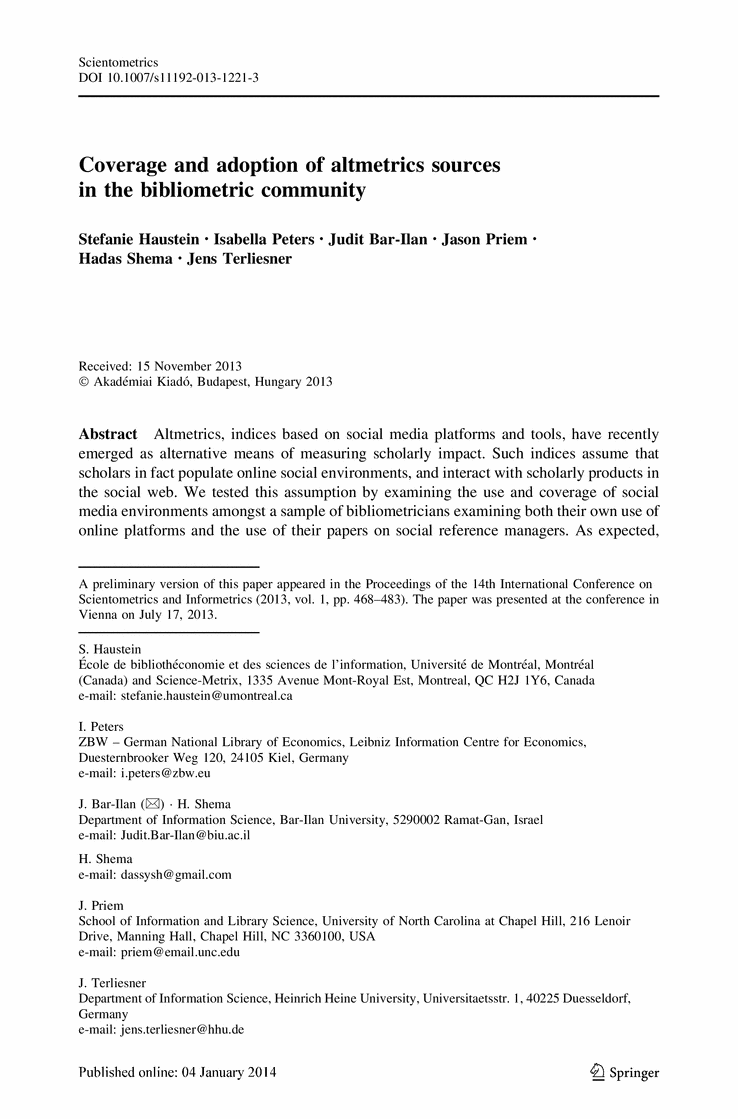 Scientometrics
DOI 10.1007/s11192-013-1221-3
Coverage and adoption of altmetrics sources
in the bibliometric community
Stefanie Haustein · Isabella Peters · Judit Bar-Ilan · Jason Priem ·
Hadas Shema · Jens Terliesner
Received: 15 November 2013
© Akadémiai Kiadó, Budapest, Hungary 2013
Abstract Altmetrics, indices based on social media platforms and tools, have recently
emerged as alternative means of measuring scholarly impact. Such indices assume that
scholars in fact populate online social environments, and interact with scholarly products in
the social web. We tested this assumption by examining the use and coverage of social
media environments amongst a sample of bibliometricians examining both their own use of
online platforms and the use of their papers on social reference managers. As expected,
A preliminary version of this paper appeared in the Proceedings of the 14th International Conference on
Scientometrics and Informetrics (2013, vol. 1, pp. 468–483). The paper was presented at the conference in
Vienna on July 17, 2013.
S. Haustein
École de bibliothéconomie et des sciences de l'information, Université de Montréal, Montréal
(Canada) and Science-Metrix, 1335 Avenue Mont-Royal Est, Montreal, QC H2J 1Y6, Canada
e-mail: stefanie.haustein@umontreal.ca
I. Peters
ZBW – German National Library of Economics, Leibniz Information Centre for Economics,
Duesternbrooker Weg 120, 24105 Kiel, Germany
e-mail: i.peters@zbw.eu
J. Bar-Ilan (✉) · H. Shema
Department of Information Science, Bar-Ilan University, 5290002 Ramat-Gan, Israel
e-mail: Judit.Bar-Ilan@biu.ac.il
H. Shema
e-mail: dassysh@gmail.com
J. Priem
School of Information and Library Science, University of North Carolina at Chapel Hill, 216 Lenoir
Drive, Manning Hall, Chapel Hill, NC 3360100, USA
e-mail: priem@email.unc.edu
J. Terliesner
Department of Information Science, Heinrich Heine University, Universitaetsstr. 1, 40225 Duesseldorf,
Germany
e-mail: jens.terliesner@hhu.de
Published online: 04 January 2014
Springer